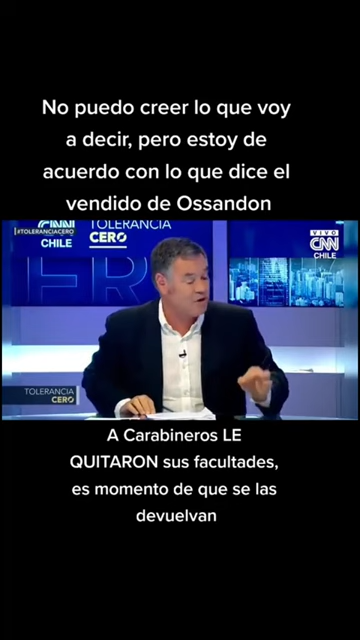 No puedo creer lo que voy
a decir, pero estoy de
acuerdo con lo que dice el
vendido de Ossandon
CNN
#TOLERANCIACERO
CHILE
TOLERANCIA
CERO
VIVO
CNN
CHILE
TOLERANCIA
CERO
A Carabineros LE
QUITARON sus facultades,
es momento de que se las
devuelvan